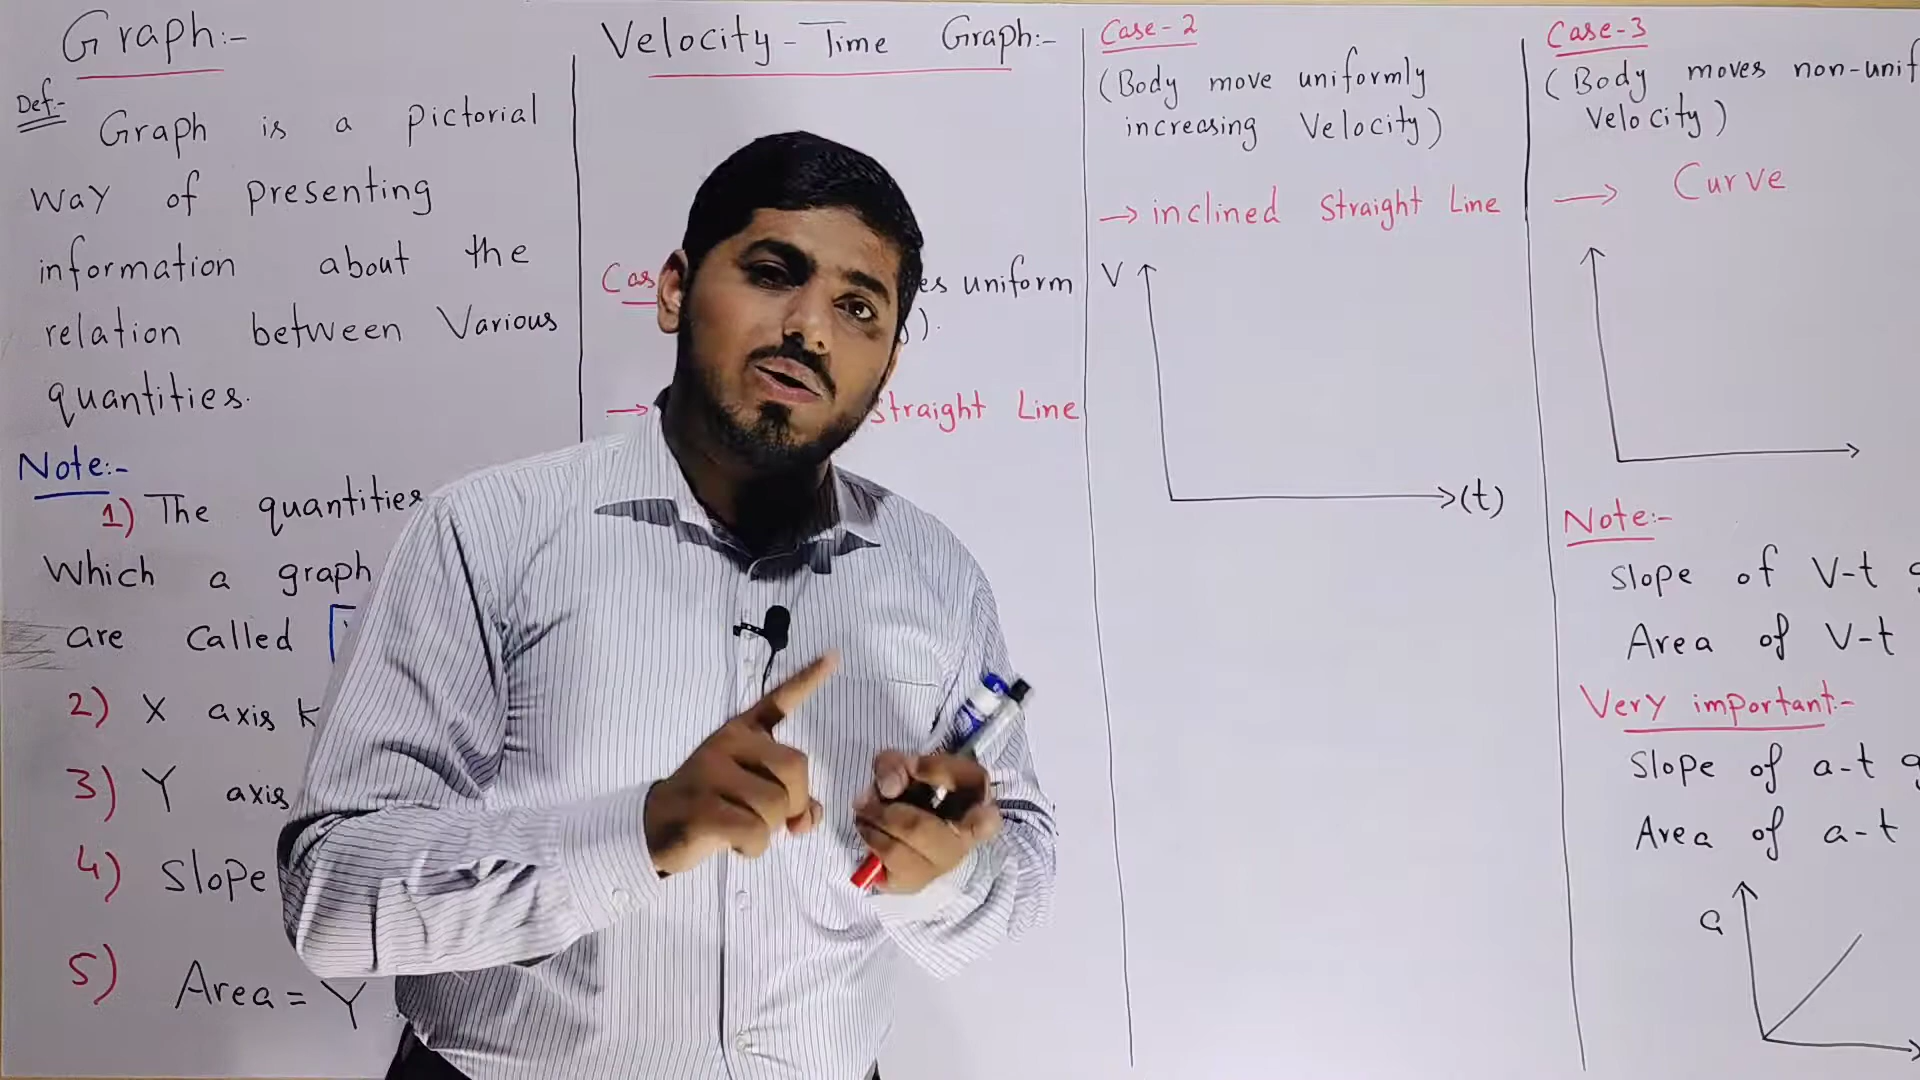 Graph:-
Def:-
Graph is a pictorial
way of presenting
information about the
relation between Various
quantities.
Note:-
1) The quantities
Which a graph
are called
2) X axis
3) Y axis
4) Slope
5) Area = Y
Velocity - Time Graph:-
uniform
Straight Line
Case-2
(Body move uniformly
increasing Velocity)
→ inclined Straight Line
V
(t)
Case-3
(Body moves
Velocity)
→ Curve
Note:-
Slope of V-t
Area of V-t
Very important:-
Slope of a-t
Area of a-t
a